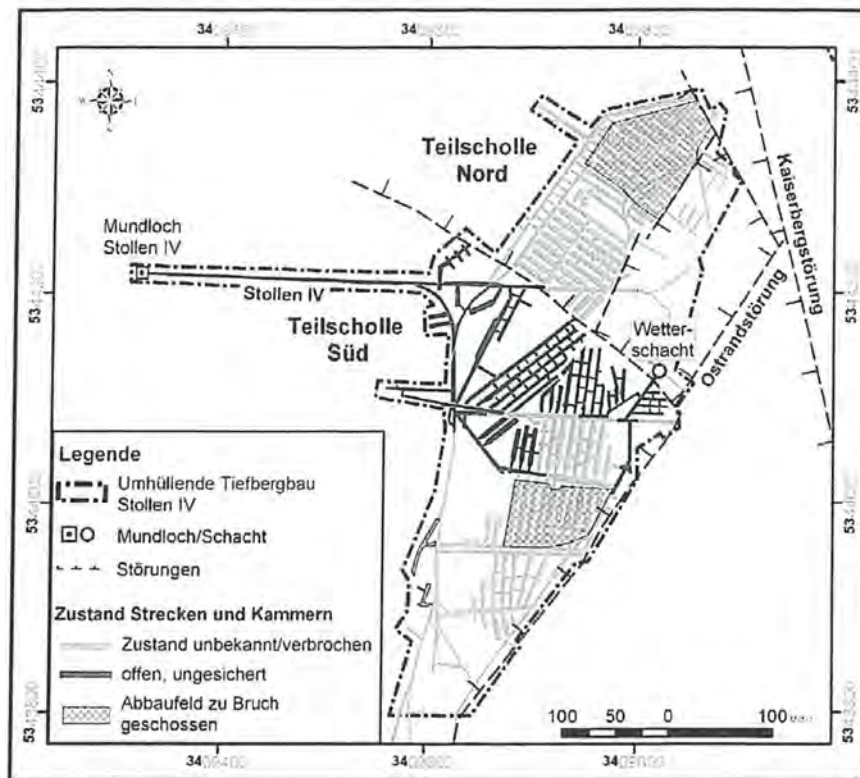 Teilscholle
Nord
Kaiserbergstörung
Mundloch
Stollen IV
Stollen IV
Teilscholle
Süd
Wetter-
schacht
Ostrandstörung
Legende
Umhüllende Tiefbergbau
Stollen IV
Mundloch/Schacht
Störungen
Zustand Strecken und Kammern
Zustand unbekannt/verbrochen
offen, ungesichert
Abbaufeld zu Bruch
geschossen
100 50 0 100